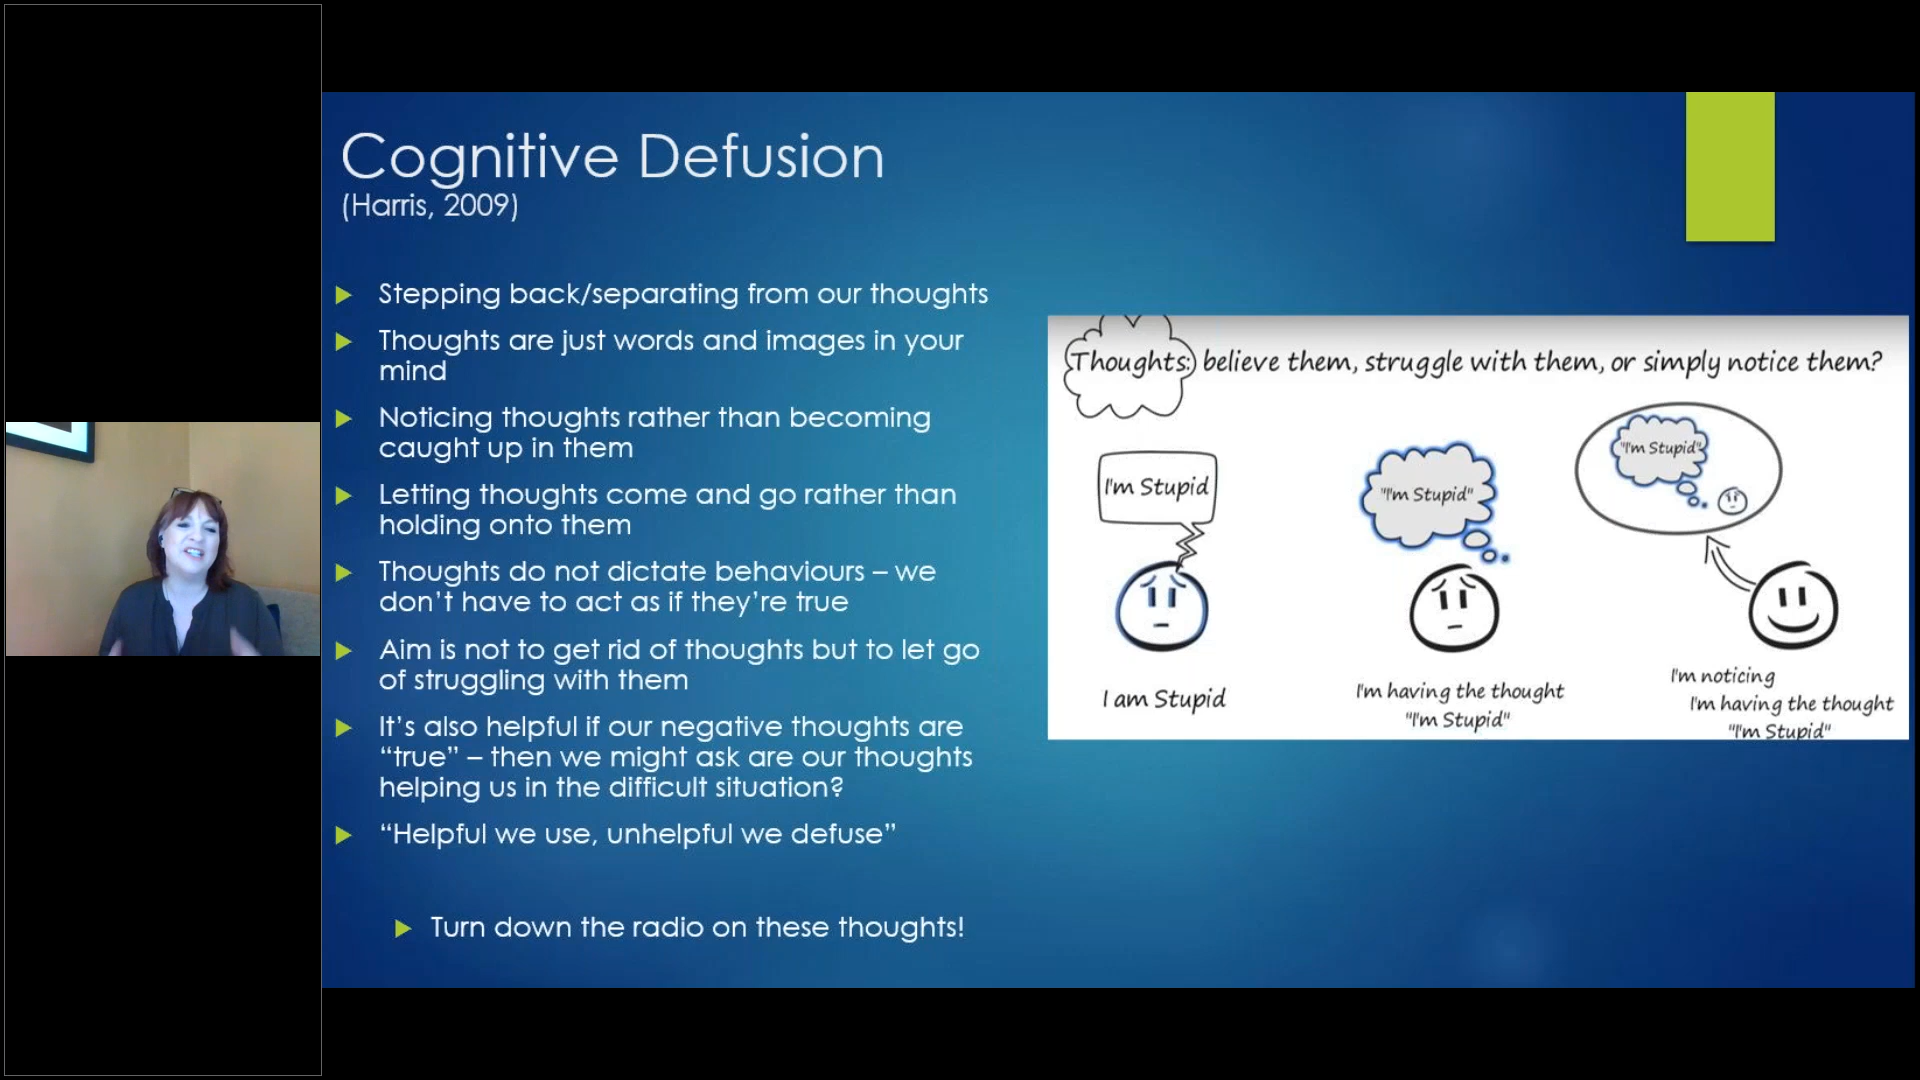 Cognitive Defusion
(Harris, 2009)
Stepping back/separating from our thoughts
Thoughts are just words and images in your
mind
Noticing thoughts rather than becoming
caught up in them
Letting thoughts come and go rather than
holding onto them
Thoughts do not dictate behaviours – we
don’t have to act as if they’re true
Aim is not to get rid of thoughts but to let go
of struggling with them
It’s also helpful if our negative thoughts are
“true” – then we might ask are our thoughts
helping us in the difficult situation?
“Helpful we use, unhelpful we defuse”
Turn down the radio on these thoughts!
Thoughts: believe them, struggle with them, or simply notice them?
I'm Stupid
I am Stupid
"I'm Stupid"
I'm having the thought
"I'm Stupid"
"I'm Stupid"
I'm noticing
I'm having the thought
"I'm Stupid"